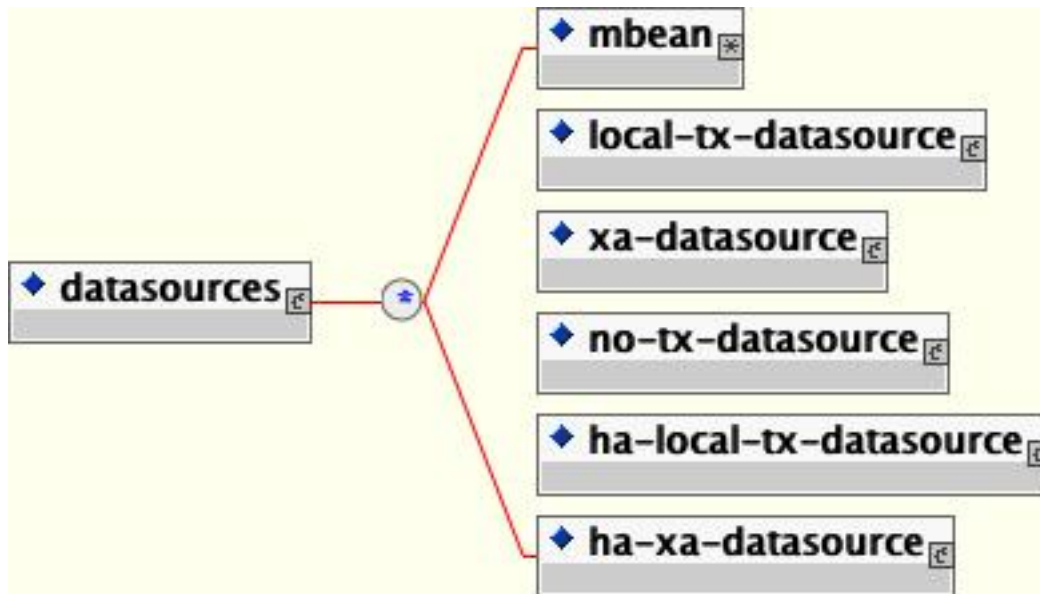 mbean
local-tx-datasource
xa-datasource
datasources
no-tx-datasource
ha-local-tx-datasource
ha-xa-datasource